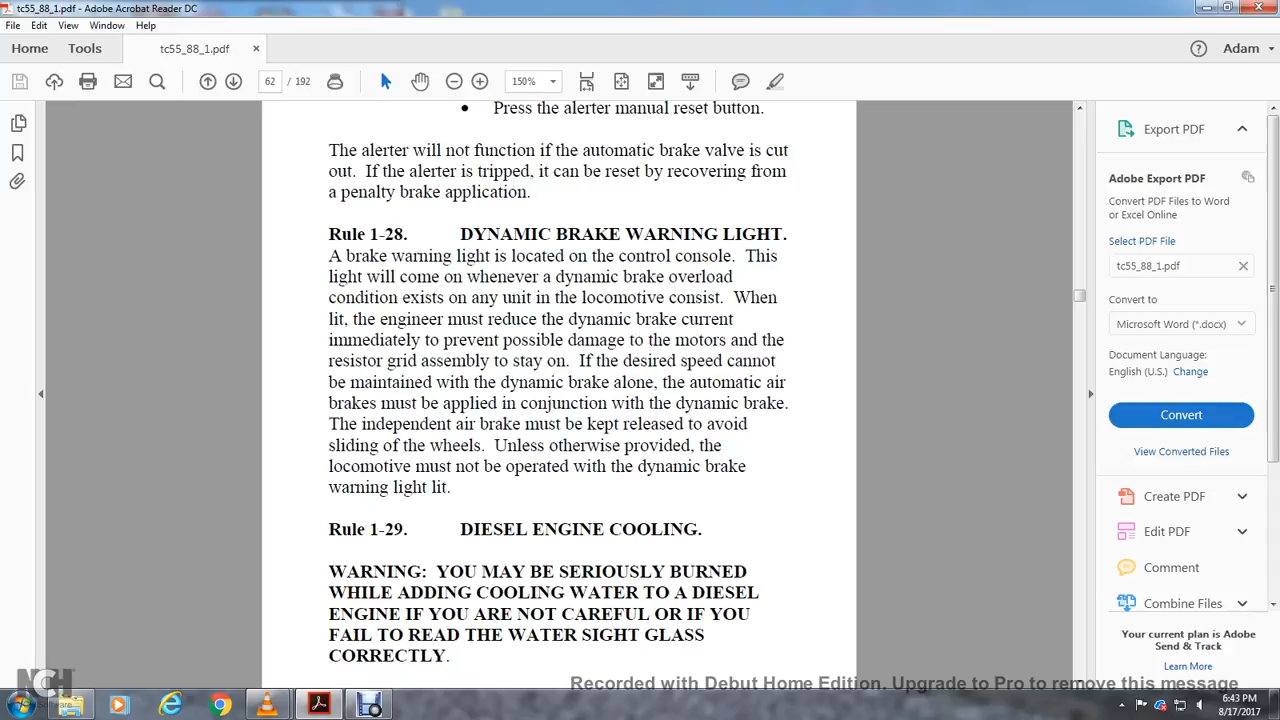 tc55_88_1.pdf - Adobe Acrobat Reader DC
File Edit View Window Help
Home Tools tc55_88_1.pdf × Adam
62 / 192 150%
• Press the alerter manual reset button.
The alerter will not function if the automatic brake valve is cut
out. If the alerter is tripped, it can be reset by recovering from
a penalty brake application.
Rule 1-28. DYNAMIC BRAKE WARNING LIGHT.
A brake warning light is located on the control console. This
light will come on whenever a dynamic brake overload
condition exists on any unit in the locomotive consist. When
lit, the engineer must reduce the dynamic brake current
immediately to prevent possible damage to the motors and the
resistor grid assembly to stay on. If the desired speed cannot
be maintained with the dynamic brake alone, the automatic air
brakes must be applied in conjunction with the dynamic brake.
The independent air brake must be kept released to avoid
sliding of the wheels. Unless otherwise provided, the
locomotive must not be operated with the dynamic brake
warning light lit.
Rule 1-29. DIESEL ENGINE COOLING.
WARNING: YOU MAY BE SERIOUSLY BURNED
WHILE ADDING COOLING WATER TO A DIESEL
ENGINE IF YOU ARE NOT CAREFUL OR IF YOU
FAIL TO READ THE WATER SIGHT GLASS
CORRECTLY.
Export PDF
Adobe Export PDF
Convert PDF Files to Word
or Excel Online
Select PDF File
tc55_88_1.pdf
Convert to
Microsoft Word (*.docx)
Document Language:
English (U.S.) Change
Convert
View Converted Files
Create PDF
Edit PDF
Comment
Combine Files
Your current plan is Adobe
Send & Track
Learn More
NCH
Software
Recorded with Debut Home Edition. Upgrade to Pro to remove this message
6:43 PM
8/17/2017